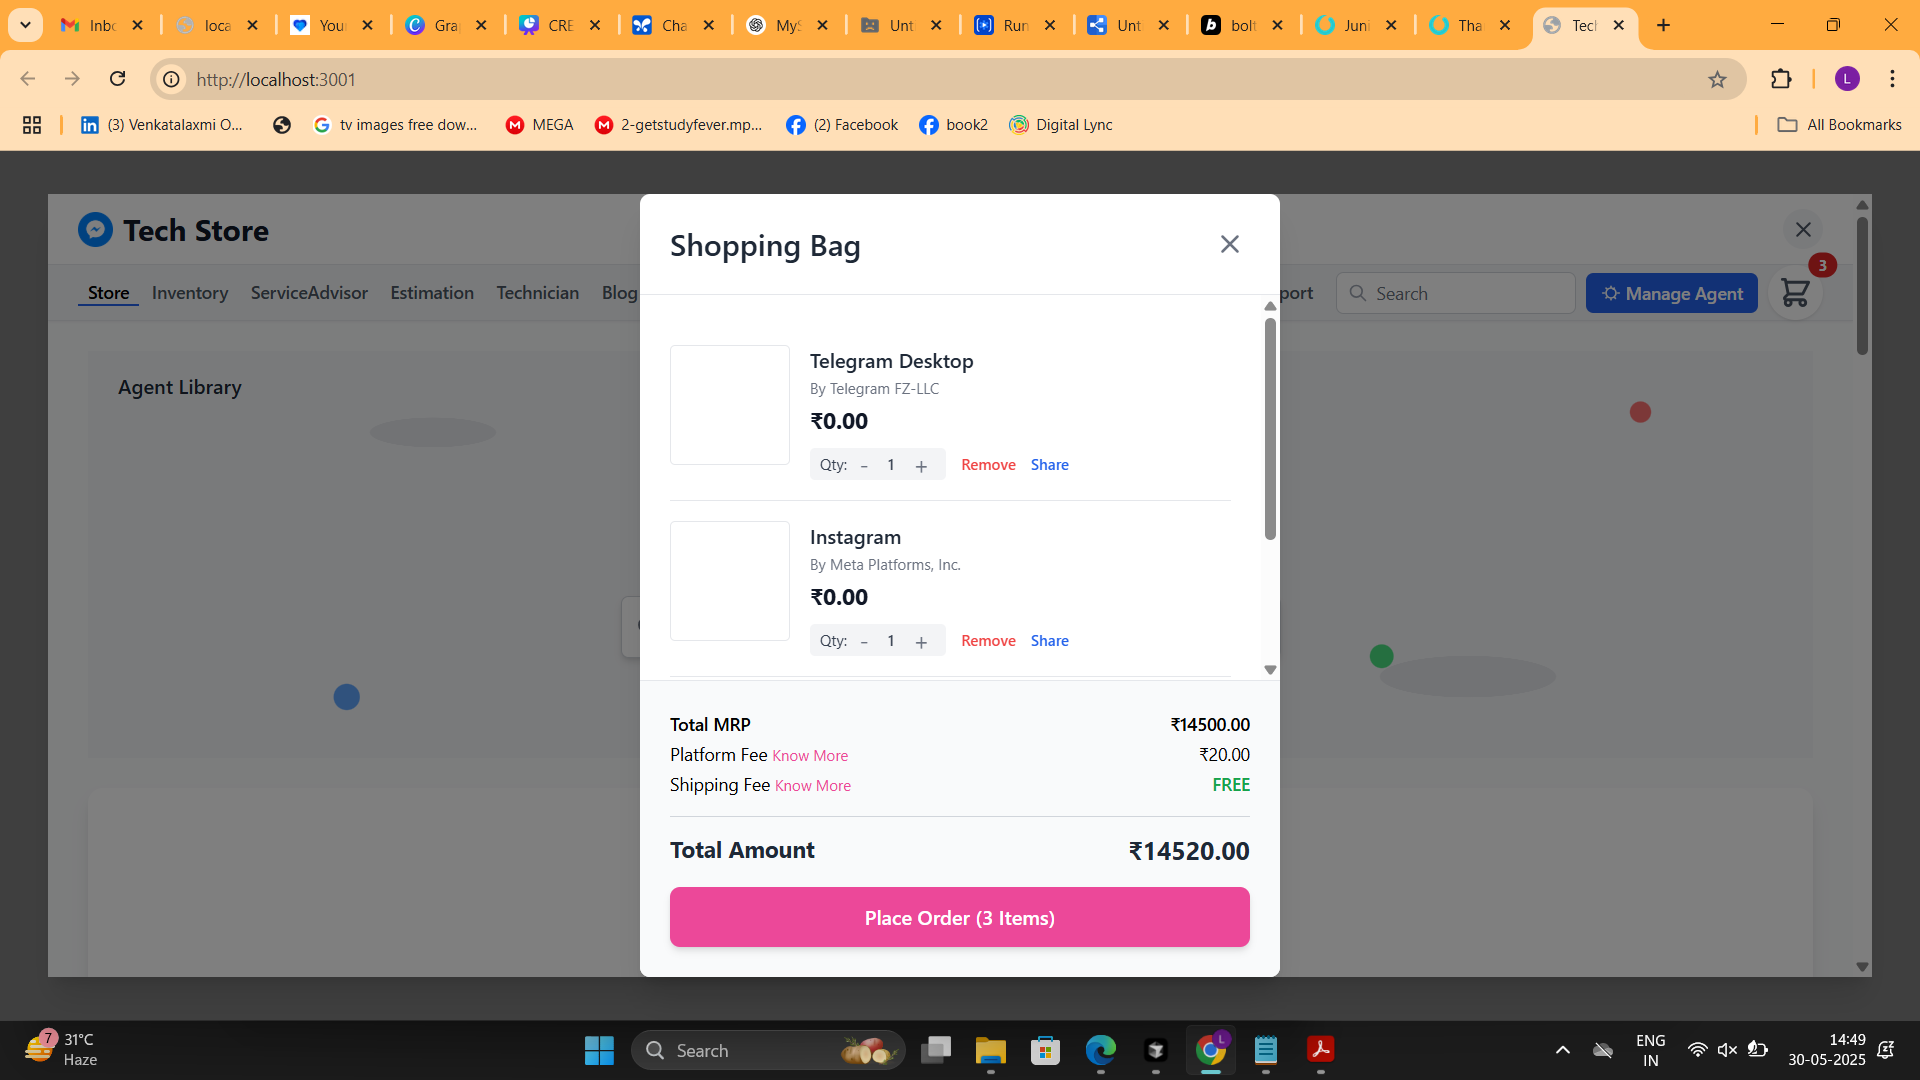 Inbc
loca
You
Gra
CRE
Cha
MyS
Unt
Run
Unt
bolt
Juni
Tha
Tech
http://localhost:3001
L
(3) Venkatalaxmi O...
tv images free dow...
MEGA
2-getstudyfever.mp...
(2) Facebook
book2
Digital Lync
All Bookmarks
Tech Store
Store
Inventory
ServiceAdvisor
Estimation
Technician
Blog
port
Search
Manage Agent
3
Agent Library
Shopping Bag
Telegram Desktop
By Telegram FZ-LLC
₹0.00
Qty: - 1 + Remove Share
Instagram
By Meta Platforms, Inc.
₹0.00
Qty: - 1 + Remove Share
Total MRP ₹14500.00
Platform Fee Know More ₹20.00
Shipping Fee Know More FREE
Total Amount ₹14520.00
Place Order (3 Items)
7
31°C
Haze
Search
L
ENG
IN
14:49
30-05-2025